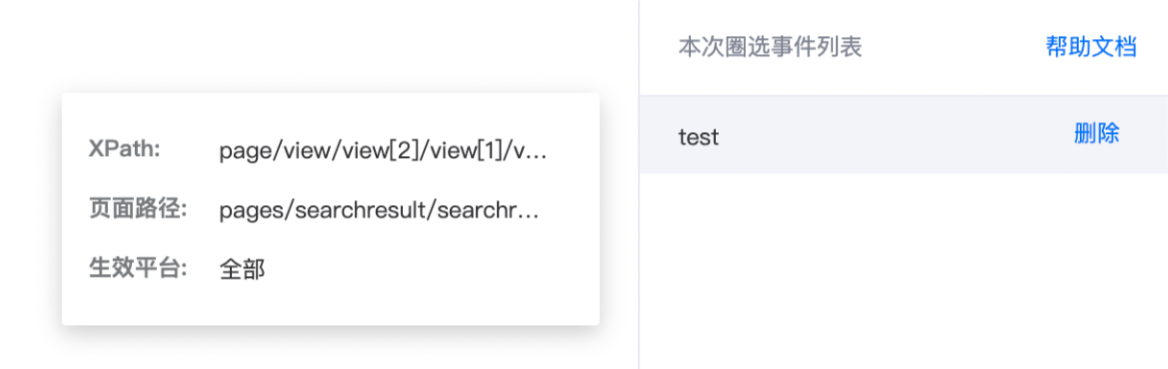 XPath: page/view/view[2]/view[1]/v...
页面路径: pages/searchresult/searchr...
生效平台: 全部
本次圈选事件列表 帮助文档
test 删除